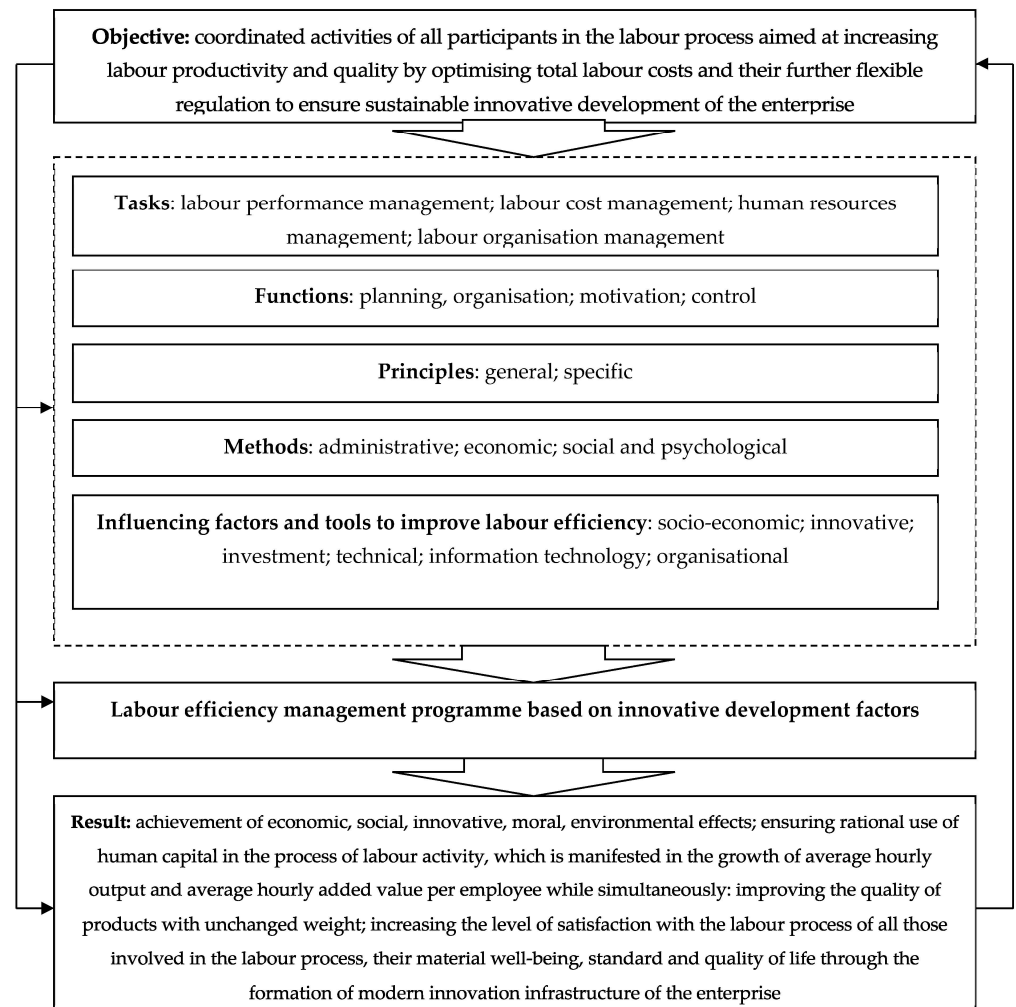 Objective: coordinated activities of all participants in the labour process aimed at increasing
labour productivity and quality by optimising total labour costs and their further flexible
regulation to ensure sustainable innovative development of the enterprise
Tasks: labour performance management; labour cost management; human resources
management; labour organisation management
Functions: planning, organisation; motivation; control
Principles: general; specific
Methods: administrative; economic; social and psychological
Influencing factors and tools to improve labour efficiency: socio-economic; innovative;
investment; technical; information technology; organisational
Labour efficiency management programme based on innovative development factors
Result: achievement of economic, social, innovative, moral, environmental effects; ensuring rational use of
human capital in the process of labour activity, which is manifested in the growth of average hourly
output and average hourly added value per employee while simultaneously: improving the quality of
products with unchanged weight; increasing the level of satisfaction with the labour process of all those
involved in the labour process, their material well-being, standard and quality of life through the
formation of modern innovation infrastructure of the enterprise